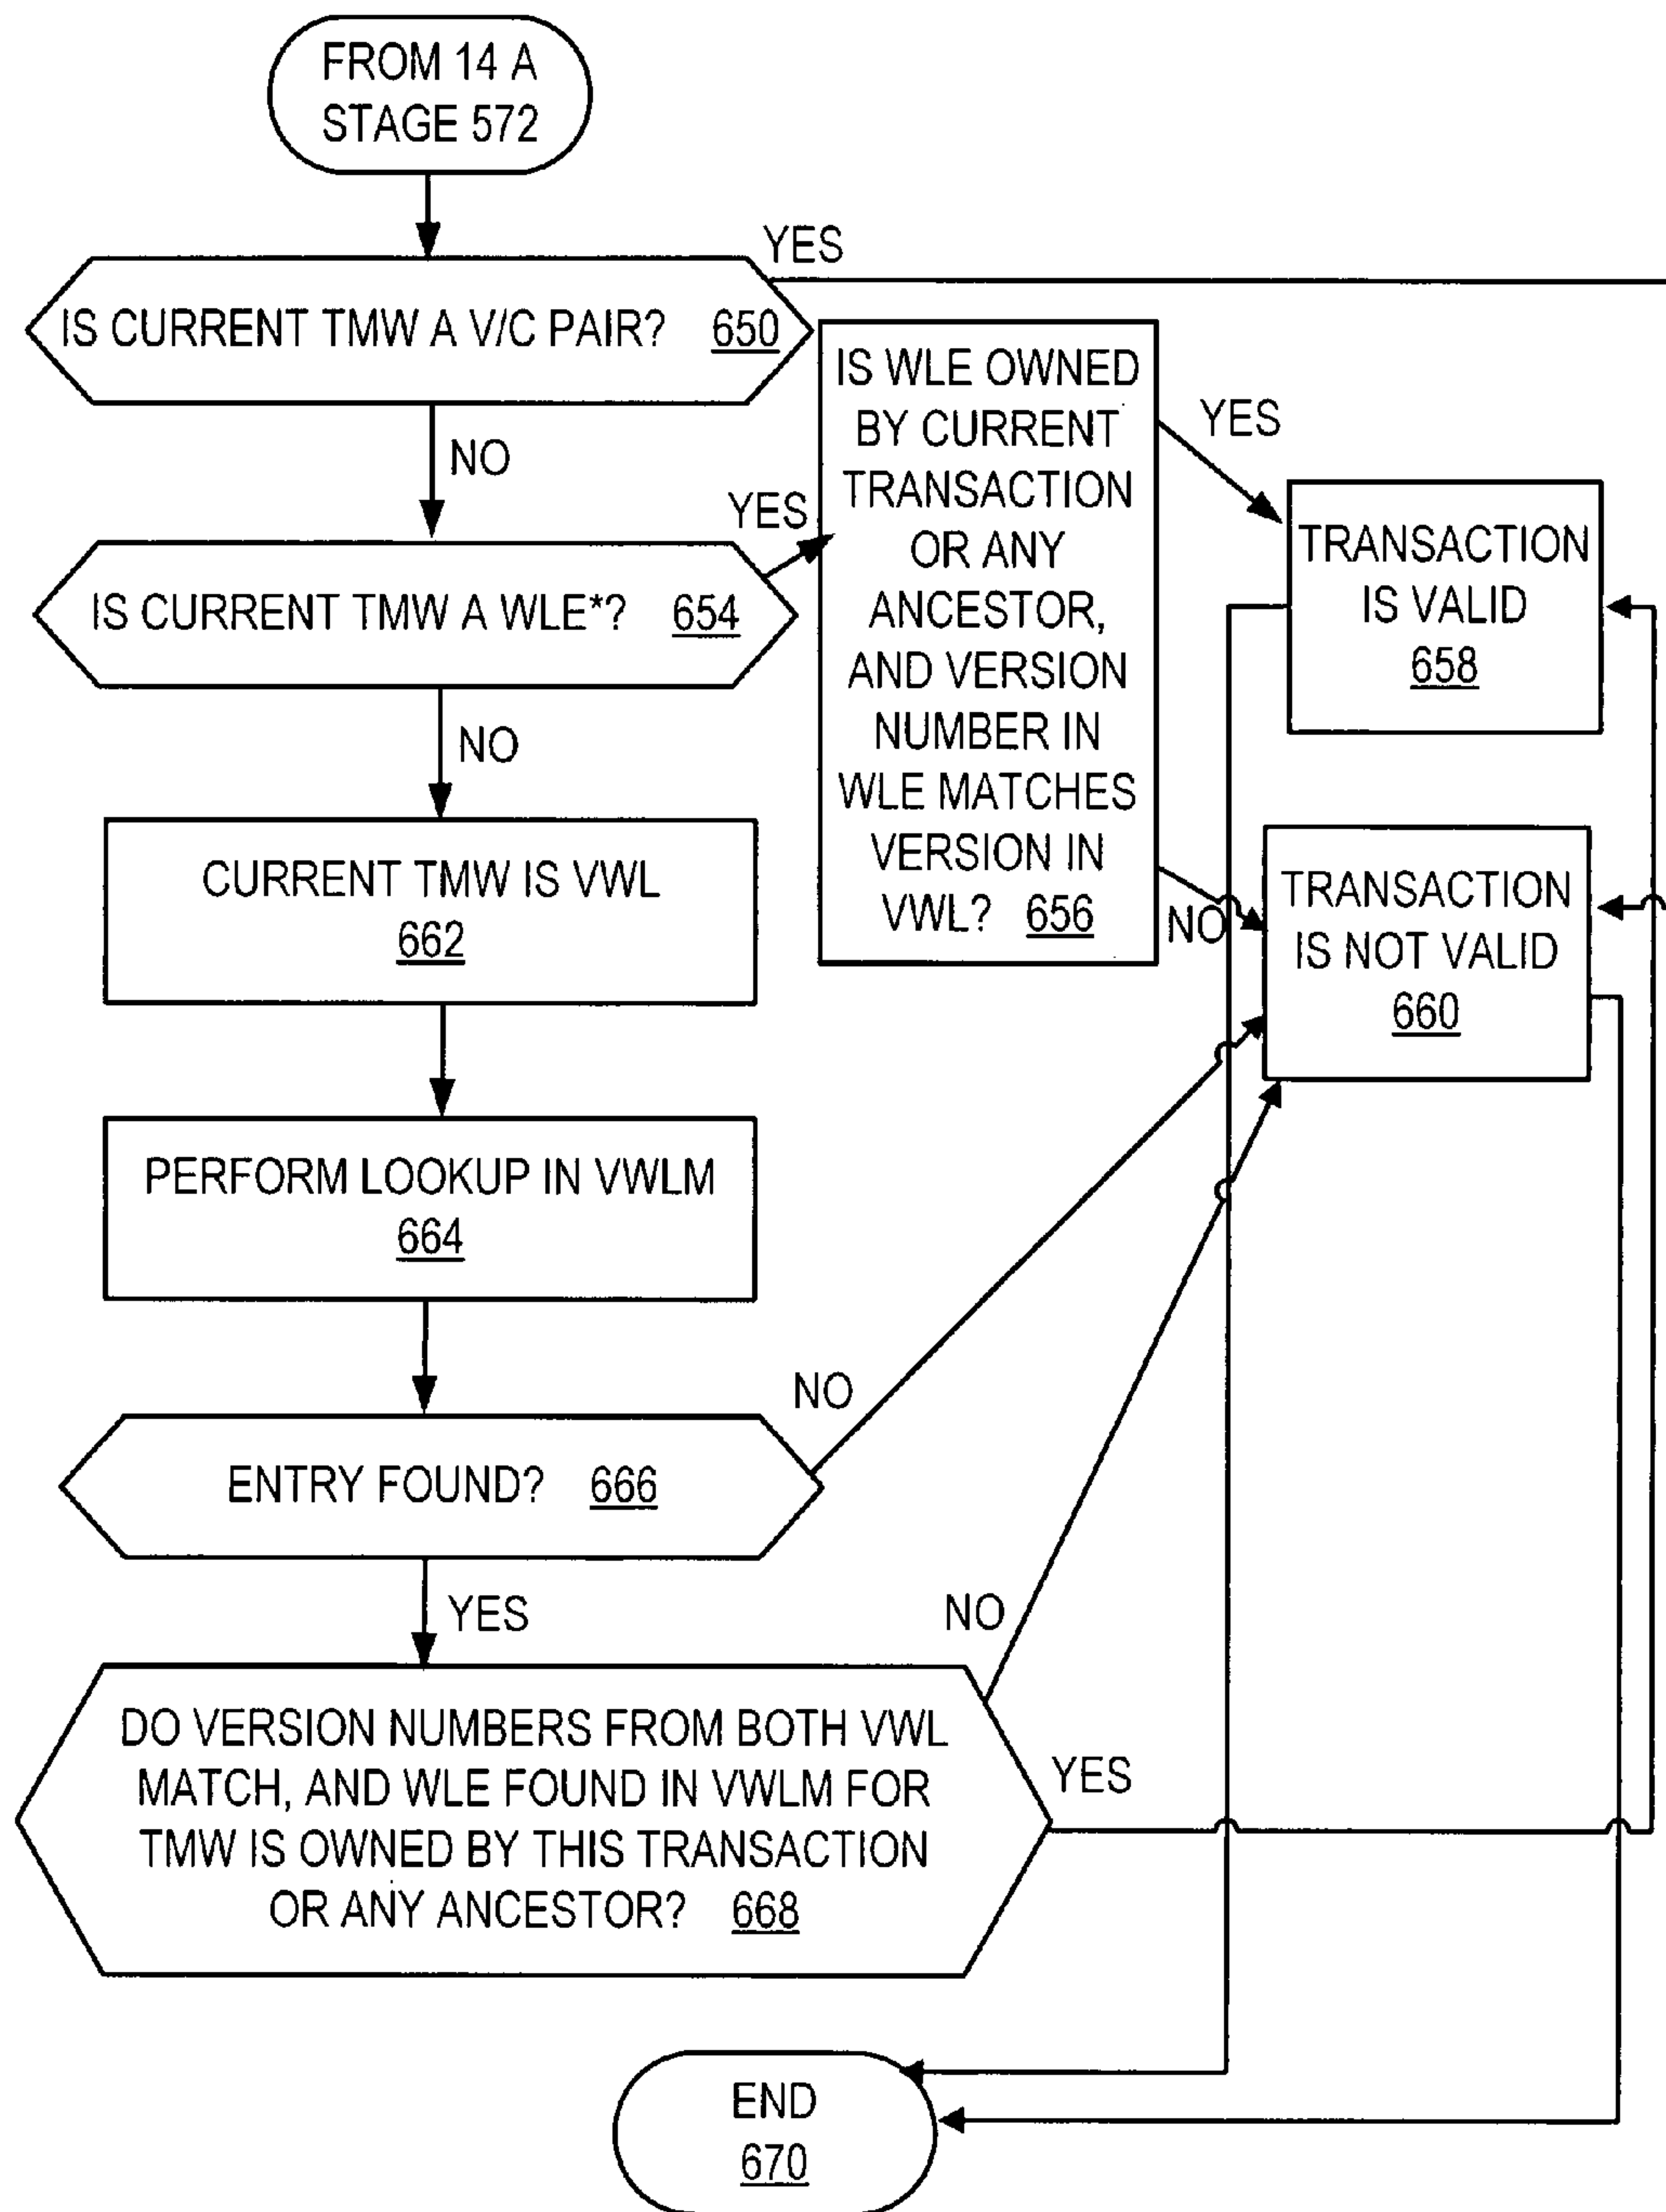 FROM 14 A
STAGE 572
YES
IS CURRENT TMW A V/C PAIR? 650
NO
IS CURRENT TMW A WLE*? 654
YES
IS WLE OWNED
BY CURRENT
TRANSACTION
OR ANY
ANCESTOR,
AND VERSION
NUMBER IN
WLE MATCHES
VERSION IN
VWL? 656
YES
TRANSACTION
IS VALID
658
NO
TRANSACTION
IS NOT VALID
660
NO
CURRENT TMW IS VWL
662
PERFORM LOOKUP IN VWLM
664
NO
ENTRY FOUND? 666
YES
NO
DO VERSION NUMBERS FROM BOTH VWL
MATCH, AND WLE FOUND IN VWLM FOR
TMW IS OWNED BY THIS TRANSACTION
OR ANY ANCESTOR? 668
YES
END
670